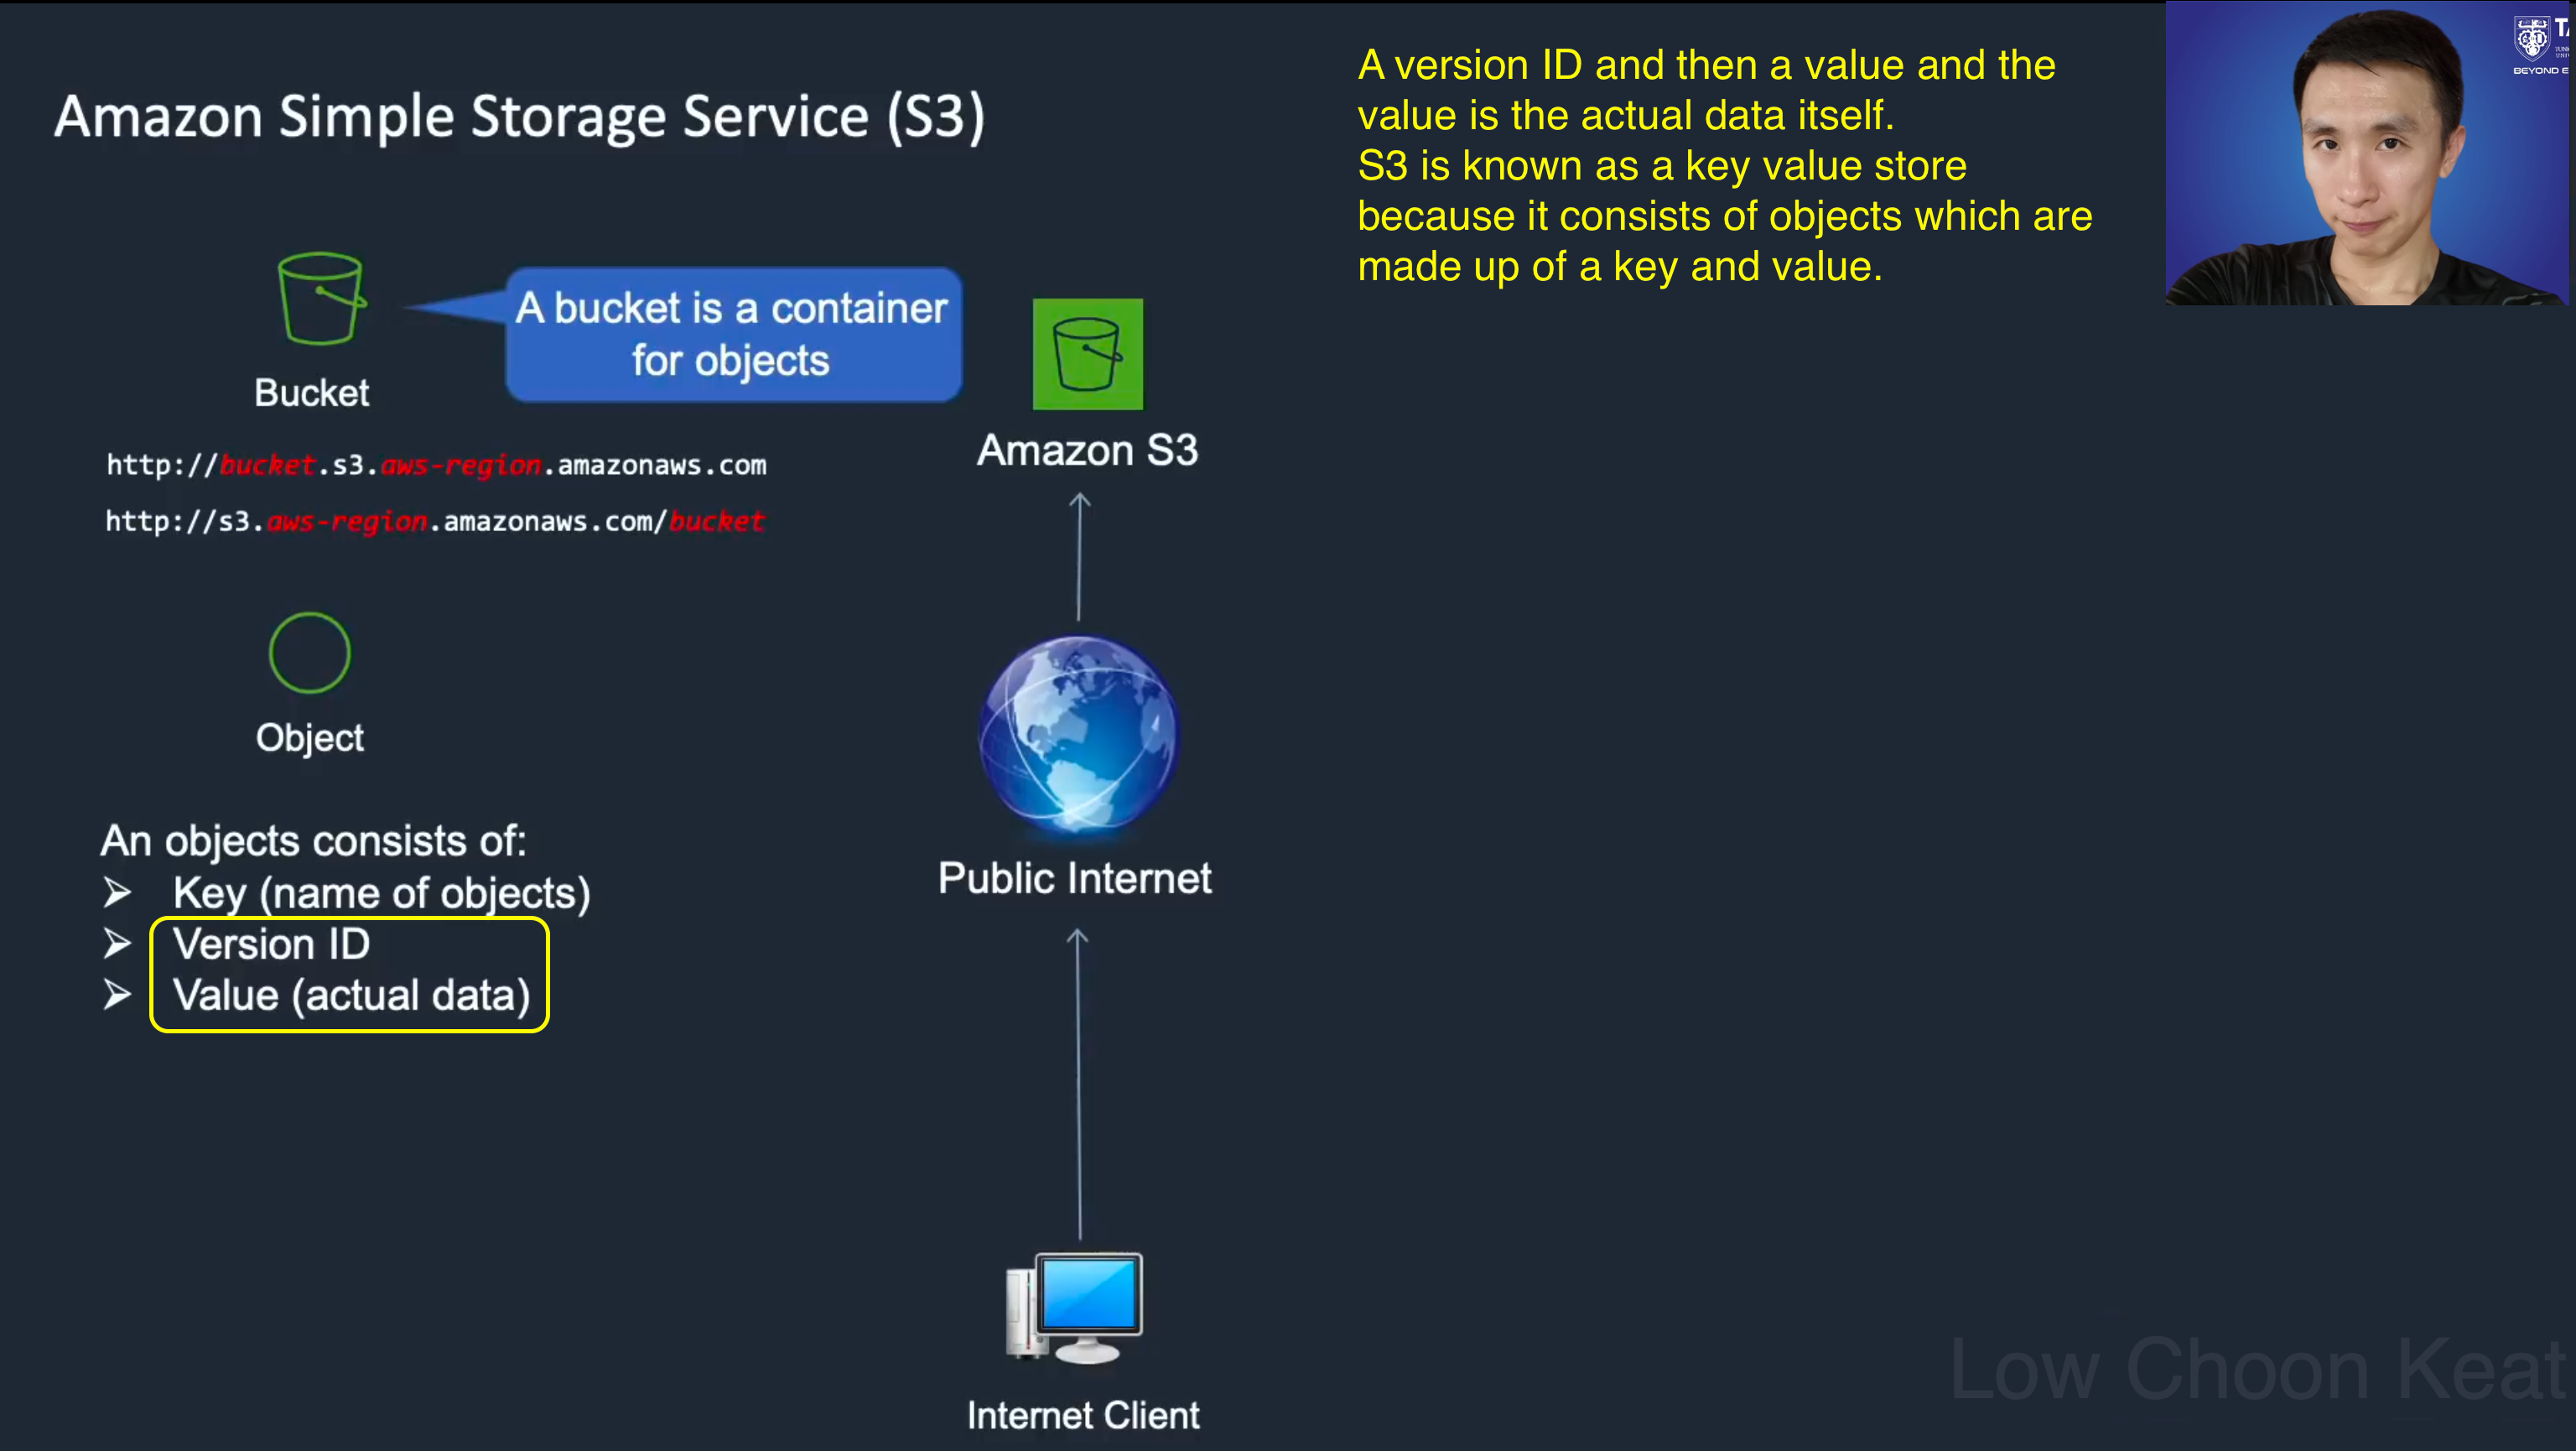 Amazon Simple Storage Service (S3)
A version ID and then a value and the
value is the actual data itself.
S3 is known as a key value store
because it consists of objects which are
made up of a key and value.
BEYOND E
A bucket is a container
for objects
Bucket
http://bucket.s3.aws-region.amazonaws.com
http://s3.aws-region.amazonaws.com/bucket
Amazon S3
Object
An objects consists of:
➢ Key (name of objects)
➢ Version ID
➢ Value (actual data)
Public Internet
Internet Client
Low Choon Keat